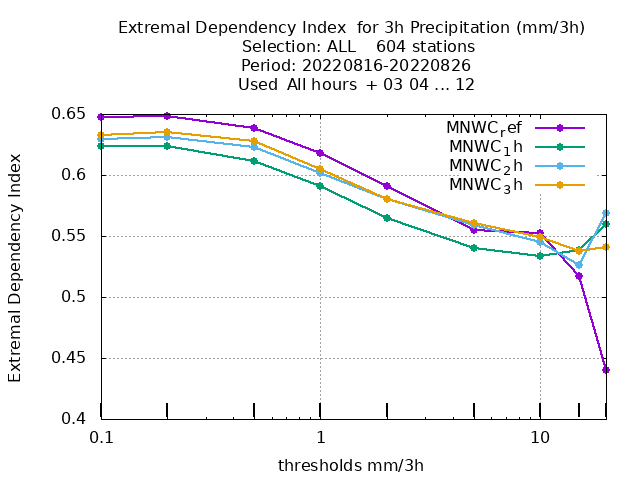 Extremal Dependency Index  for 3h Precipitation (mm/3h)
Selection: ALL    604 stations
Period: 20220816-20220826
Used  All hours  + 03 04 ... 12
0.65
0.6
0.55
0.5
0.45
0.4
Extremal Dependency Index
MNWC_ref
MNWC_1h
MNWC_2h
MNWC_3h
0.1
1
10
thresholds mm/3h